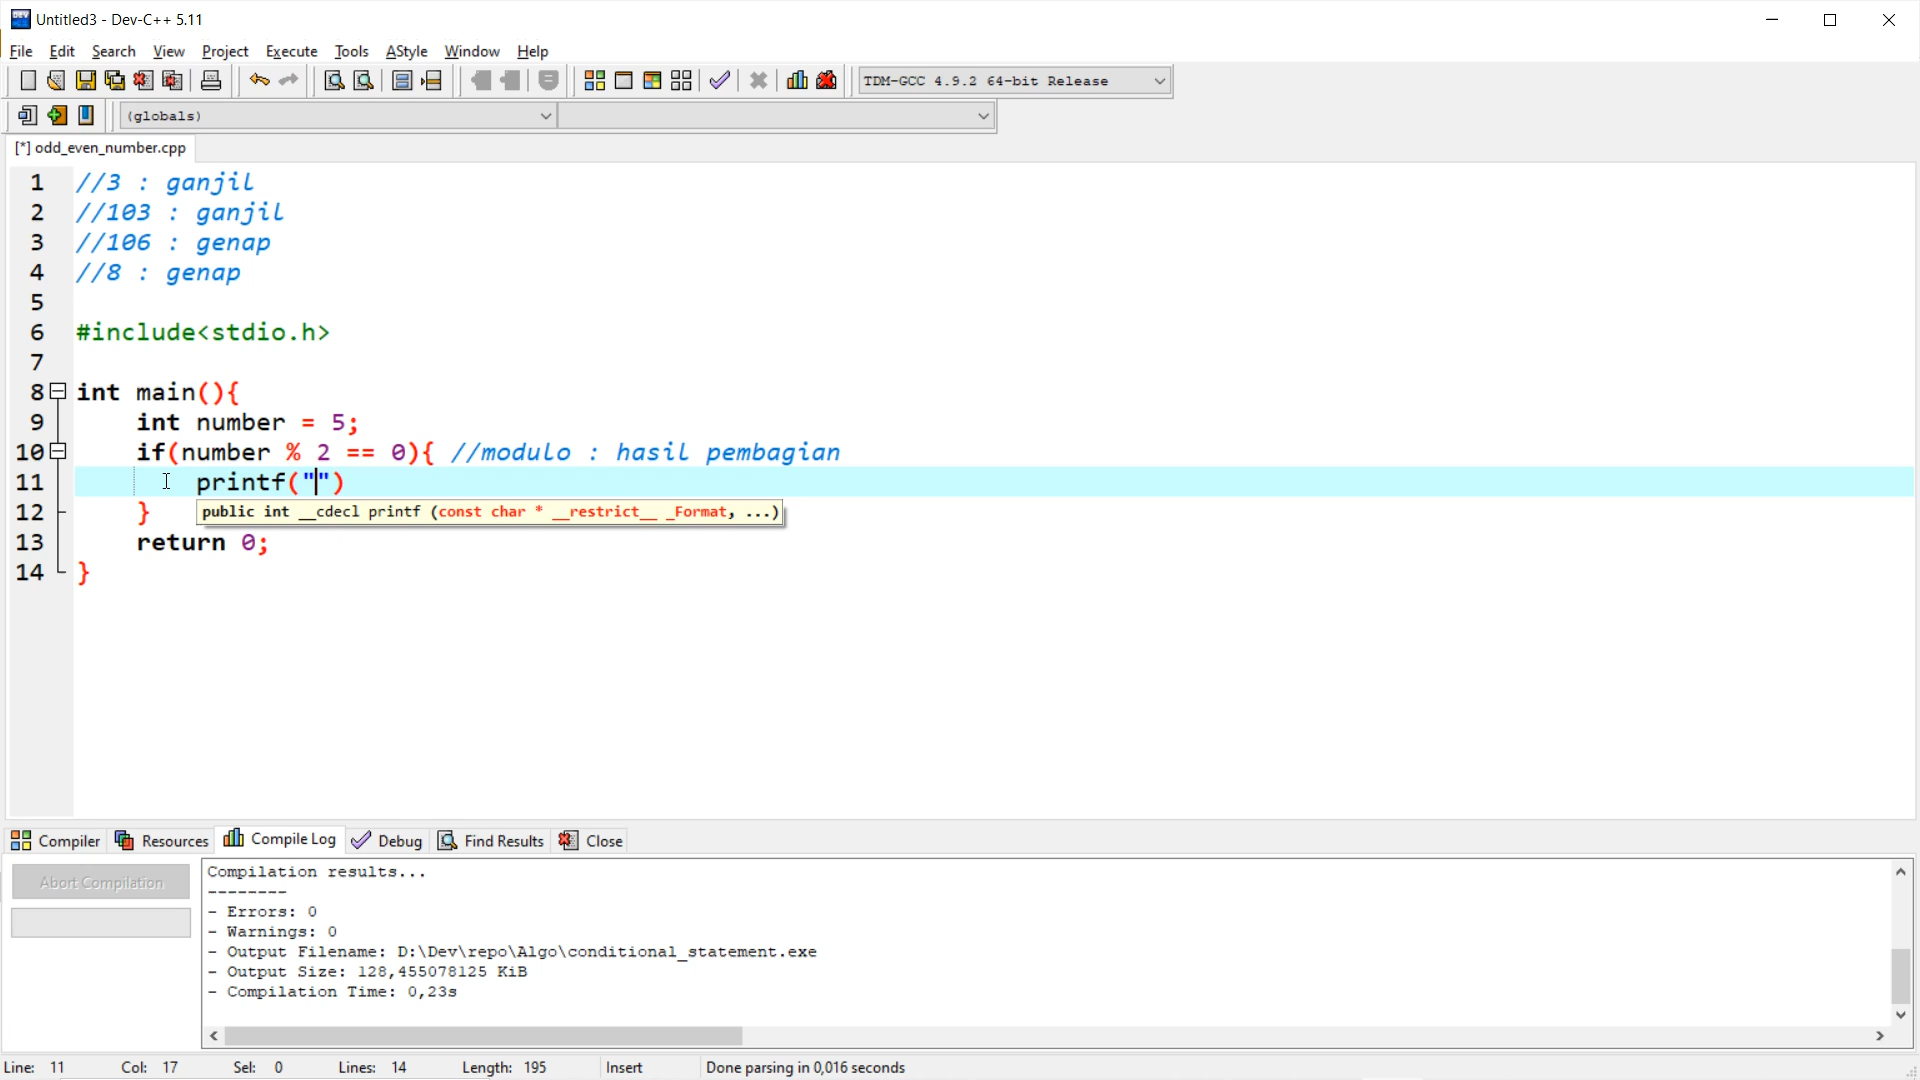 Untitled3 - Dev-C++ 5.11
File Edit Search View Project Execute Tools AStyle Window Help
TDM-GCC 4.9.2 64-bit Release
(globals)
[*] odd_even_number.cpp
1 //3 : ganjil
2 //103 : ganjil
3 //106 : genap
4 //8 : genap
5
6 #include<stdio.h>
7
8 int main(){
9 int number = 5;
10 if(number % 2 == 0){ //modulo : hasil pembagian
11 printf("")
12 }
public int __cdecl printf (const char * __restrict__ _Format, ...)
13 return 0;
14 }
Compiler Resources Compile Log Debug Find Results Close
Abort Compilation
Compilation results...
--------
- Errors: 0
- Warnings: 0
- Output Filename: D:\Dev\repo\Algo\conditional_statement.exe
- Output Size: 128,455078125 KiB
- Compilation Time: 0,23s
Line: 11 Col: 17 Sel: 0 Lines: 14 Length: 195 Insert Done parsing in 0,016 seconds